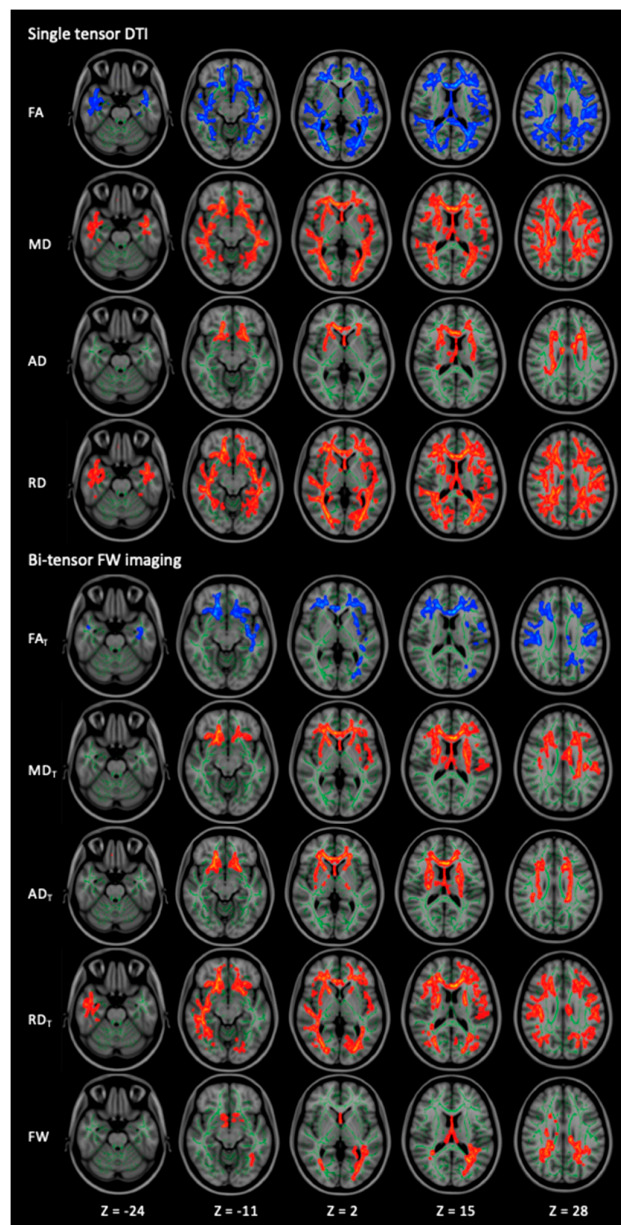 Single tensor DTI
FA
MD
AD
RD
Bi-tensor FW imaging
FAT
MDT
ADT
RDT
FW
Z = -24 Z = -11 Z = 2 Z = 15 Z = 28